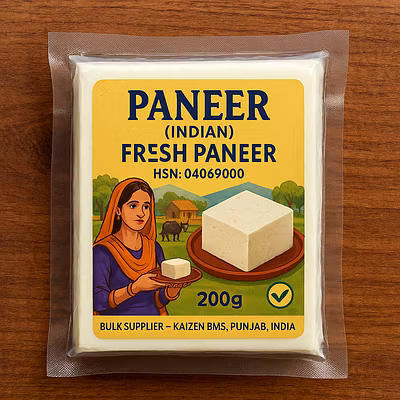 PANEER
(INDIAN)
FRESH PANEER
HSN: 04069000
200g
BULK SUPPLIER – KAIZEN BMS, PUNJAB, INDIA